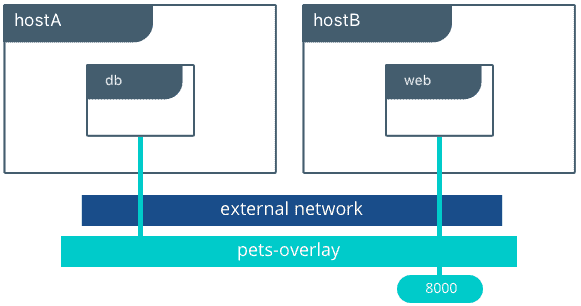 hostA
hostB
db
web
external network
pets-overlay
8000